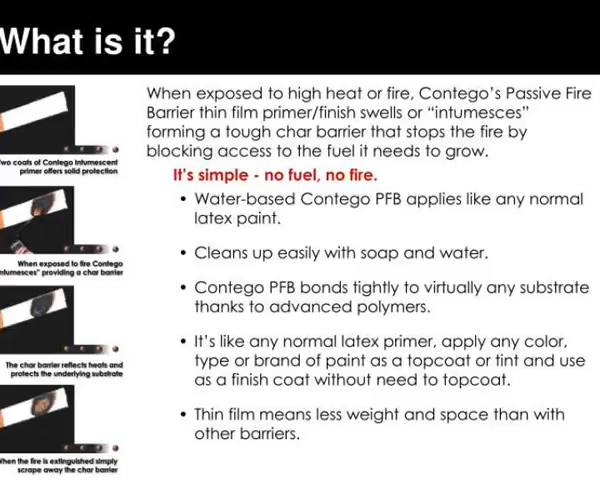 What is it?
When exposed to high heat or fire, Contego's Passive Fire
Barrier thin film primer/finish swells or "intumesces"
forming a tough char barrier that stops the fire by
blocking access to the fuel it needs to grow.
It's simple - no fuel, no fire.
• Water-based Contego PFB applies like any normal
latex paint.
• Cleans up easily with soap and water.
• Contego PFB bonds tightly to virtually any substrate
thanks to advanced polymers.
• It's like any normal latex primer, apply any color,
type or brand of paint as a topcoat or tint and use
as a finish coat without need to topcoat.
• Thin film means less weight and space than with
other barriers.
wo coats of Contego Intumescent
primer offers solid protection
When exposed to fire Contego
ntumesces" providing a char barrier
The char barrier reflects heats and
protects the underlying substrate
When the fire is extinguished simply
scrape away the char barrier